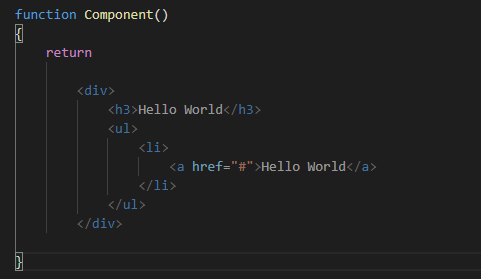 function Component()
{
    return

        <div>
            <h3>Hello World</h3>
            <ul>
                <li>
                    <a href="#">Hello World</a>
                </li>
            </ul>
        </div>

}